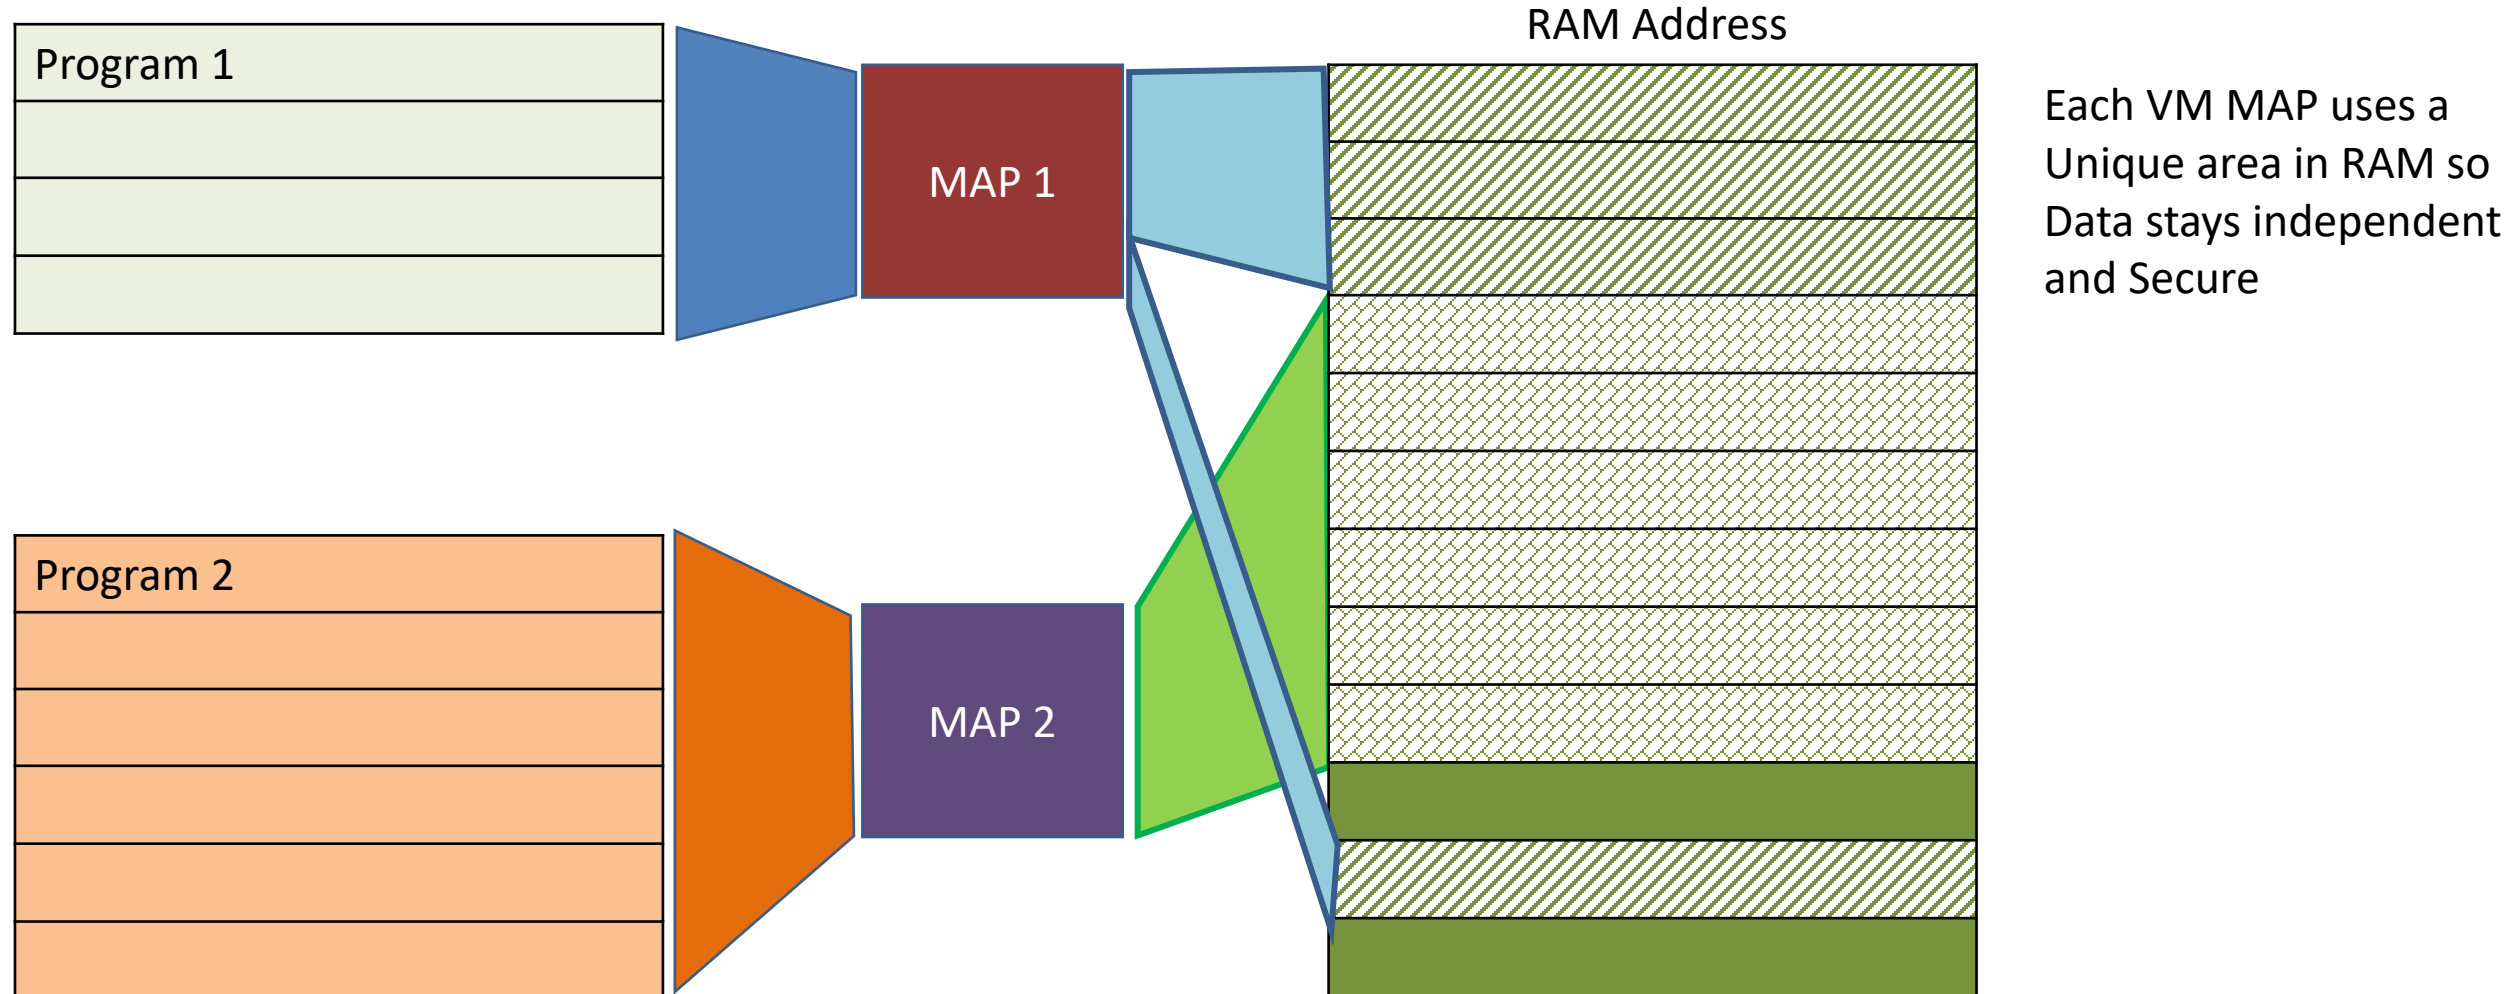 RAM Address
Program 1
MAP 1
Each VM MAP uses a
Unique area in RAM so
Data stays independent
and Secure
Program 2
MAP 2